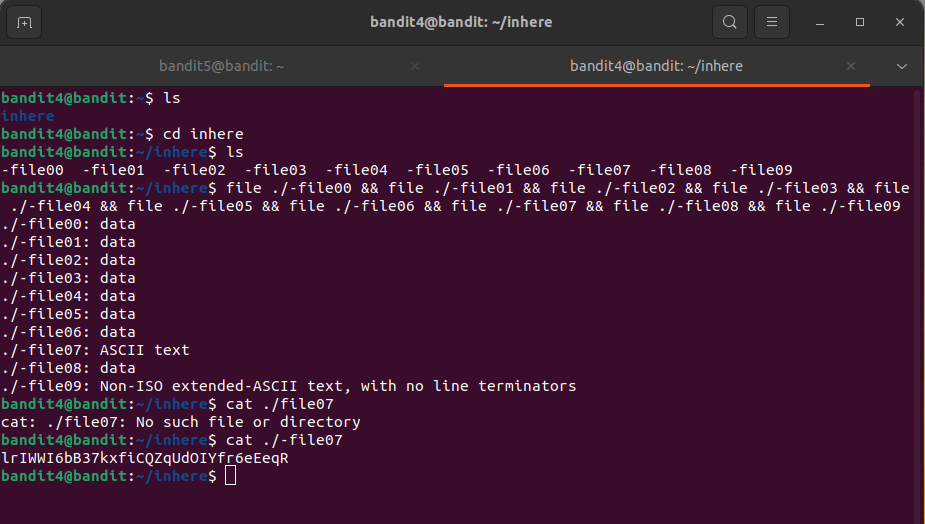 bandit4@bandit: ~/inhere
bandit5@bandit: ~
bandit4@bandit: ~/inhere
bandit4@bandit:~$ ls
inhere
bandit4@bandit:~$ cd inhere
bandit4@bandit:~/inhere$ ls
-file00  -file01  -file02  -file03  -file04  -file05  -file06  -file07  -file08  -file09
bandit4@bandit:~/inhere$ file ./-file00 && file ./-file01 && file ./-file02 && file ./-file03 && file
./-file04 && file ./-file05 && file ./-file06 && file ./-file07 && file ./-file08 && file ./-file09
./-file00: data
./-file01: data
./-file02: data
./-file03: data
./-file04: data
./-file05: data
./-file06: data
./-file07: ASCII text
./-file08: data
./-file09: Non-ISO extended-ASCII text, with no line terminators
bandit4@bandit:~/inhere$ cat ./file07
cat: ./file07: No such file or directory
bandit4@bandit:~/inhere$ cat ./-file07
lrIWWI6bB37kxfiCQZqUdOIYfr6eEeqR
bandit4@bandit:~/inhere$